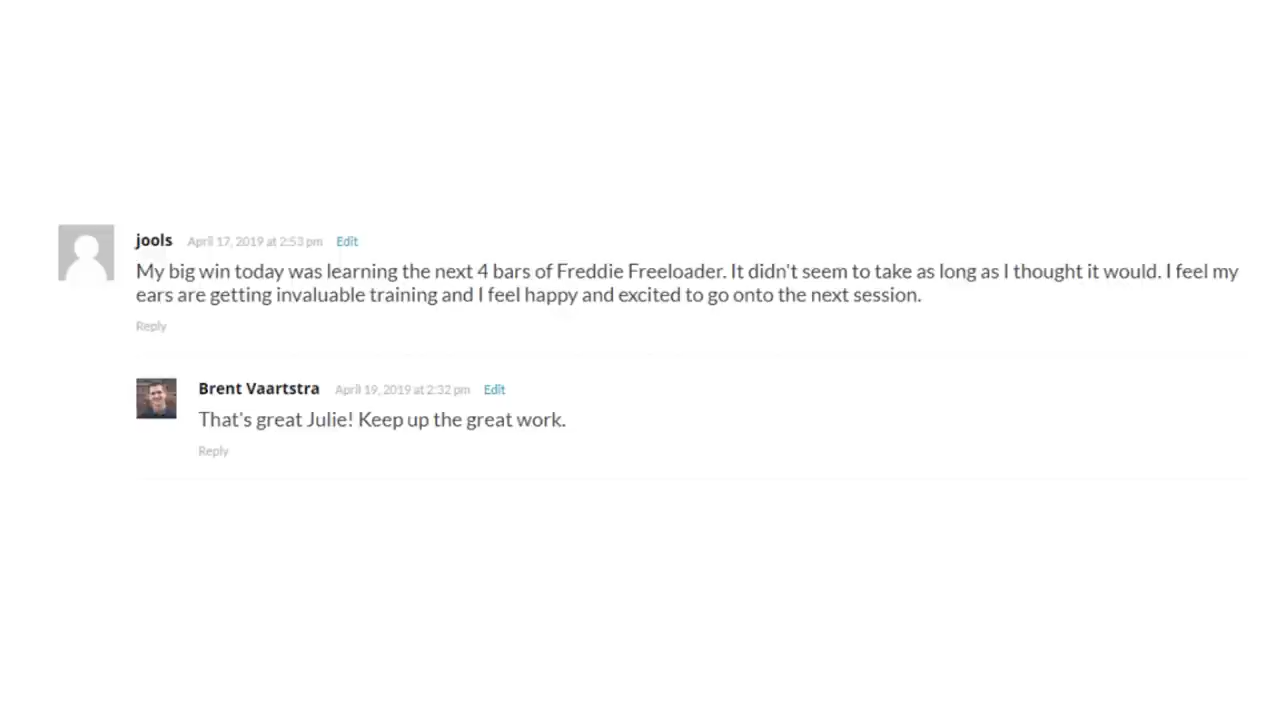 jools April 17, 2019 at 2:53 pm Edit
My big win today was learning the next 4 bars of Freddie Freeloader. It didn't seem to take as long as I thought it would. I feel my
ears are getting invaluable training and I feel happy and excited to go onto the next session.
Reply
Brent Vaartstra April 19, 2019 at 2:32 pm Edit
That's great Julie! Keep up the great work.
Reply